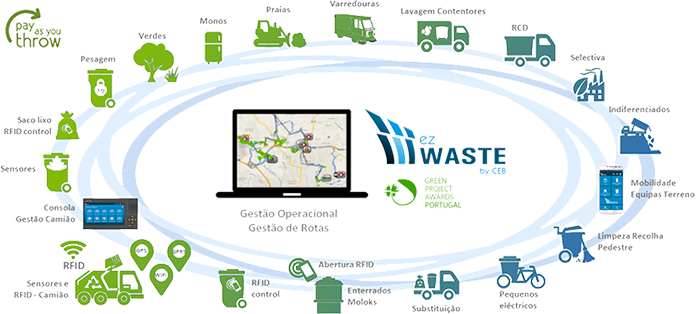 pay
as you
throw
Pesagem
Verdes
Monos
Praias
Varredouras
Lavagem Contentores
RCD
Selectiva
Indiferenciados
Mobilidade
Equipas Terreno
Limpeza Recolha
Pedestre
Pequenos
eléctricos
Substituição
Enterrados
Moloks
Abertura RFID
RFID
control
GPS
GPRS
WiFi
RFID
Sensores e
RFID - Camião
Consola
Gestão Camião
Sensores
Saco lixo
RFID control
ez
WASTE
by CEB
GREEN
PROJECT
AWARDS
PORTUGAL
Gestão Operacional
Gestão de Rotas